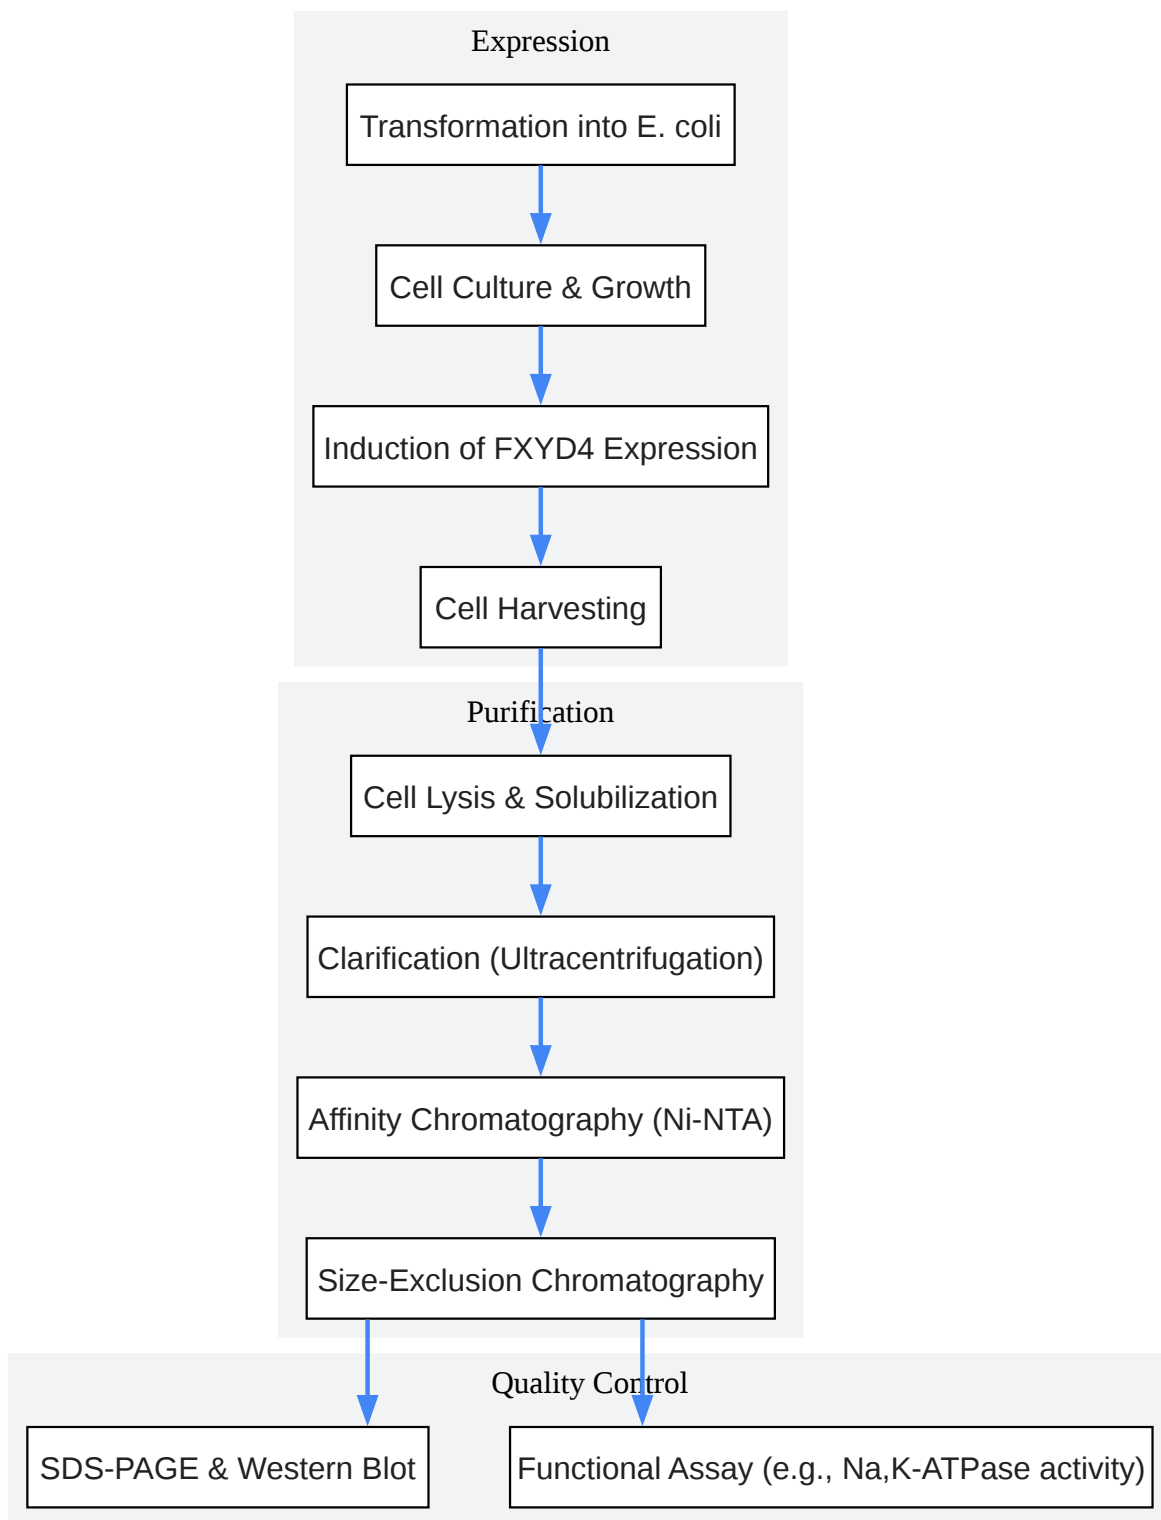 Expression
Transformation into E. coli
Cell Culture & Growth
Induction of FXYD4 Expression
Cell Harvesting
Purification
Cell Lysis & Solubilization
Clarification (Ultracentrifugation)
Affinity Chromatography (Ni-NTA)
Size-Exclusion Chromatography
Quality Control
SDS-PAGE & Western Blot
Functional Assay (e.g., Na,K-ATPase activity)